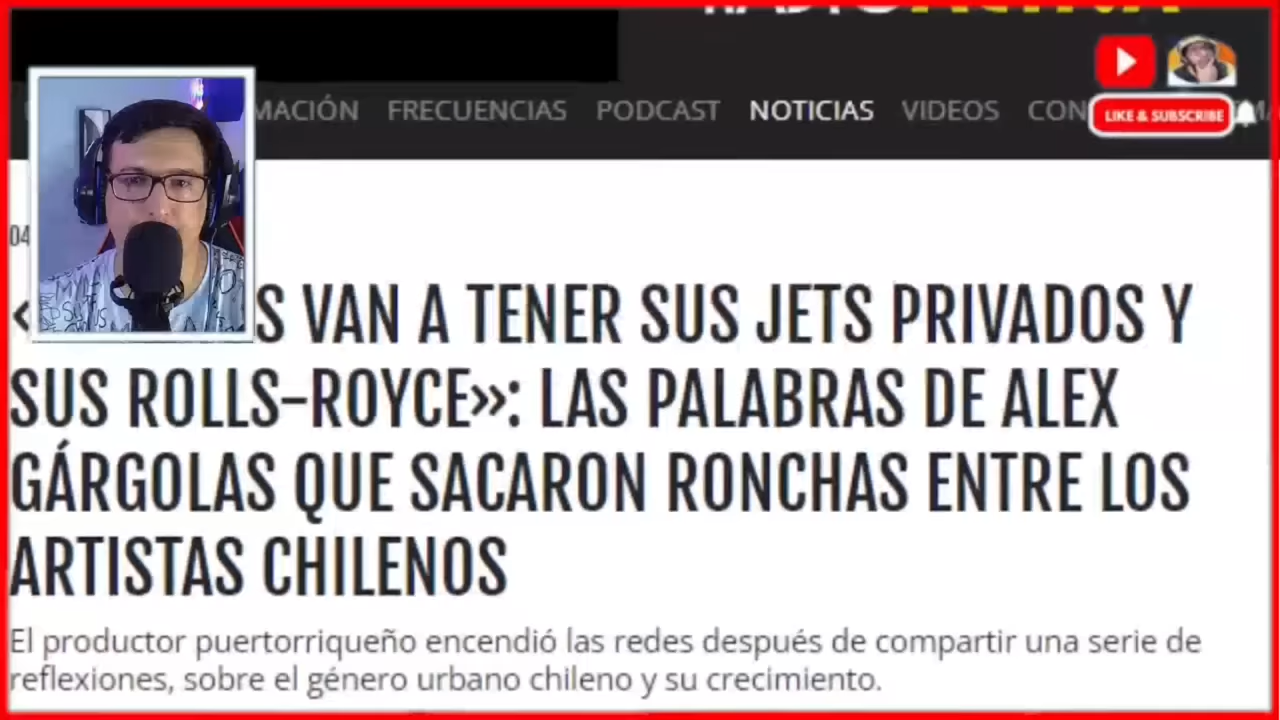 MACIÓN FRECUENCIAS PODCAST NOTICIAS VIDEOS CON
LIKE & SUBSCRIBE
04
S VAN A TENER SUS JETS PRIVADOS Y
SUS ROLLS-ROYCE»: LAS PALABRAS DE ALEX
GÁRGOLAS QUE SACARON RONCHAS ENTRE LOS
ARTISTAS CHILENOS
El productor puertorriqueño encendió las redes después de compartir una serie de
reflexiones, sobre el género urbano chileno y su crecimiento.